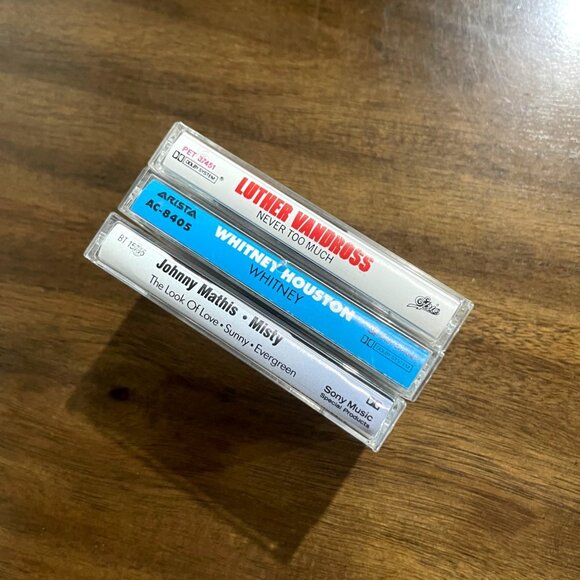 PET 37451
DOLBY SYSTEM
LUTHER VANDROSS
NEVER TOO MUCH
Epic
ARISTA
AC-8405
WHITNEY HOUSTON
WHITNEY
Johnny Mathis • Misty
The Look Of Love • Sunny • Evergreen
Sony Music
Special Products